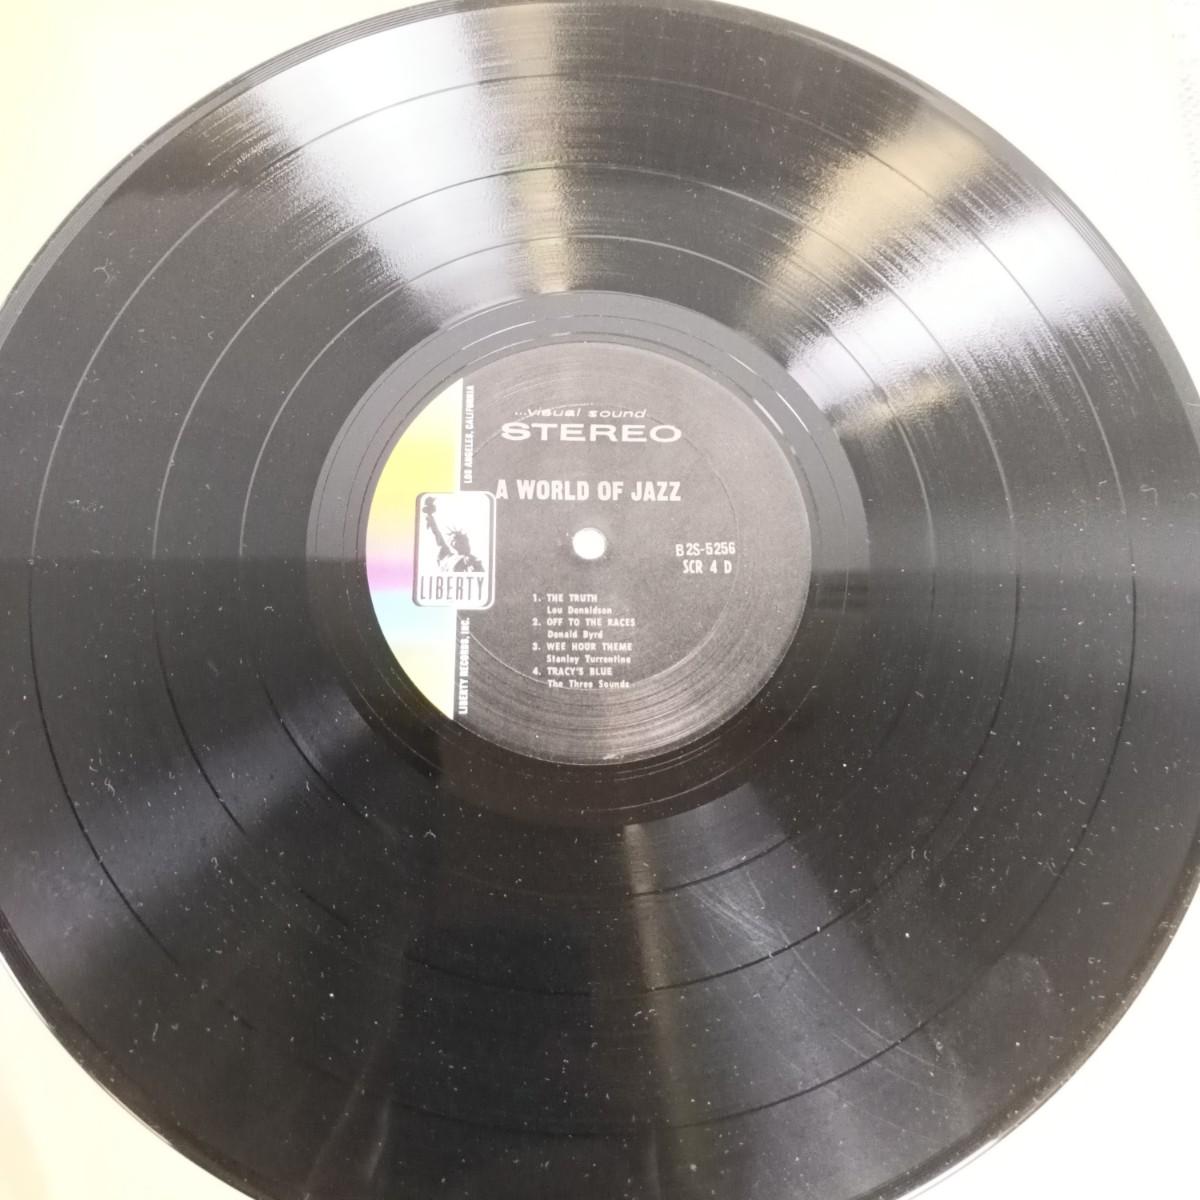 ...visual sound
STEREO
A WORLD OF JAZZ
B2S-5256
SCR 4 D
1. THE TRUTH
Lou Donaldson
2. OFF TO THE RACES
Donald Byrd
3. WEE HOUR THEME
Stanley Turrentine
4. TRACY'S BLUE
The Three Sounds
LIBERTY
LIBERTY RECORDS, INC.
LOS ANGELES, CALIFORNIA